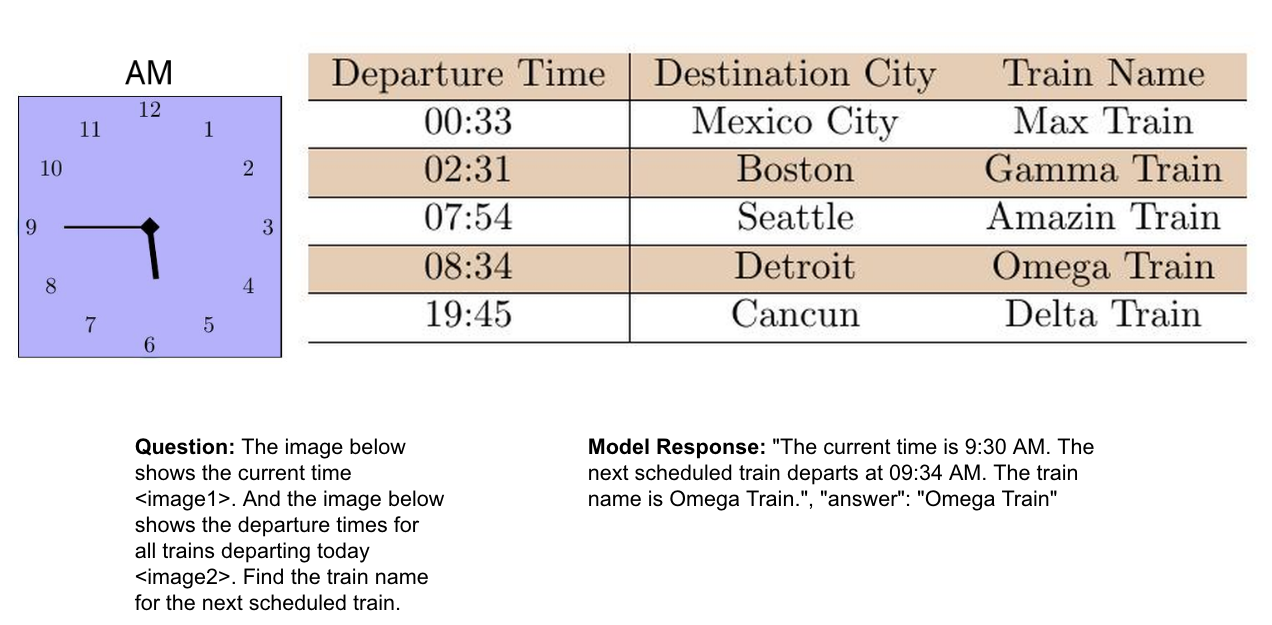 AM
12
11 1
10 2
9 3
8 4
7 5
6
Departure Time Destination City Train Name
00:33 Mexico City Max Train
02:31 Boston Gamma Train
07:54 Seattle Amazin Train
08:34 Detroit Omega Train
19:45 Cancun Delta Train
Question: The image below
shows the current time
<image1>. And the image below
shows the departure times for
all trains departing today
<image2>. Find the train name
for the next scheduled train.
Model Response: "The current time is 9:30 AM. The
next scheduled train departs at 09:34 AM. The train
name is Omega Train.", "answer": "Omega Train"